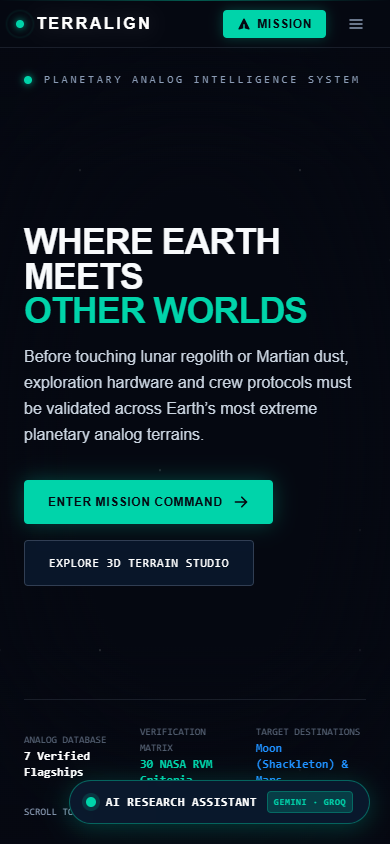 TERRALIGN
MISSION
PLANETARY ANALOG INTELLIGENCE SYSTEM
WHERE EARTH
MEETS
OTHER WORLDS
Before touching lunar regolith or Martian dust,
exploration hardware and crew protocols must
be validated across Earth’s most extreme
planetary analog terrains.
ENTER MISSION COMMAND →
EXPLORE 3D TERRAIN STUDIO
ANALOG DATABASE
7 Verified
Flagships
VERIFICATION
MATRIX
30 NASA RVM
Criteria
TARGET DESTINATIONS
Moon
(Shackleton) &
SCROLL TO
AI RESEARCH ASSISTANT
GEMINI · GROQ